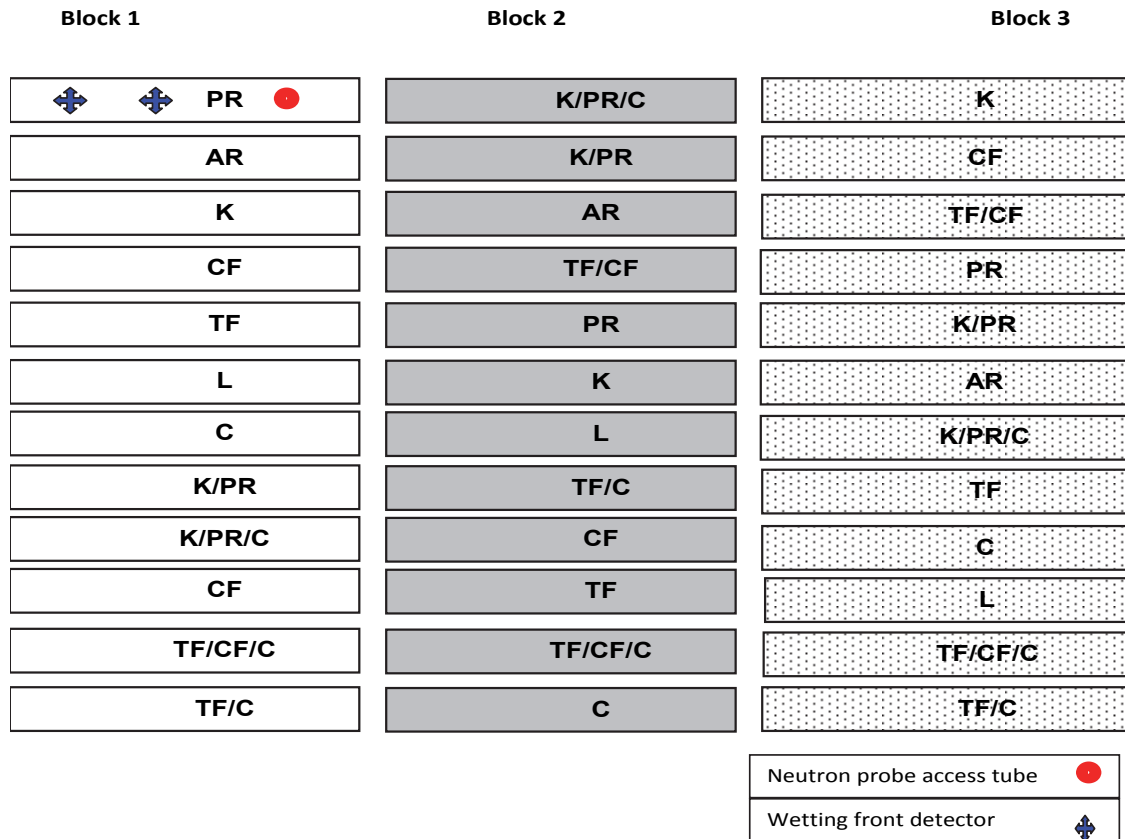 Block 1 Block 2 Block 3
PR K/PR/C K
AR K/PR CF
K AR TF/CF
CF TF/CF PR
TF PR K/PR
L K AR
C L K/PR/C
K/PR TF/C TF
K/PR/C CF C
CF TF L
TF/CF/C TF/CF/C TF/CF/C
TF/C C TF/C
Neutron probe access tube
Wetting front detector